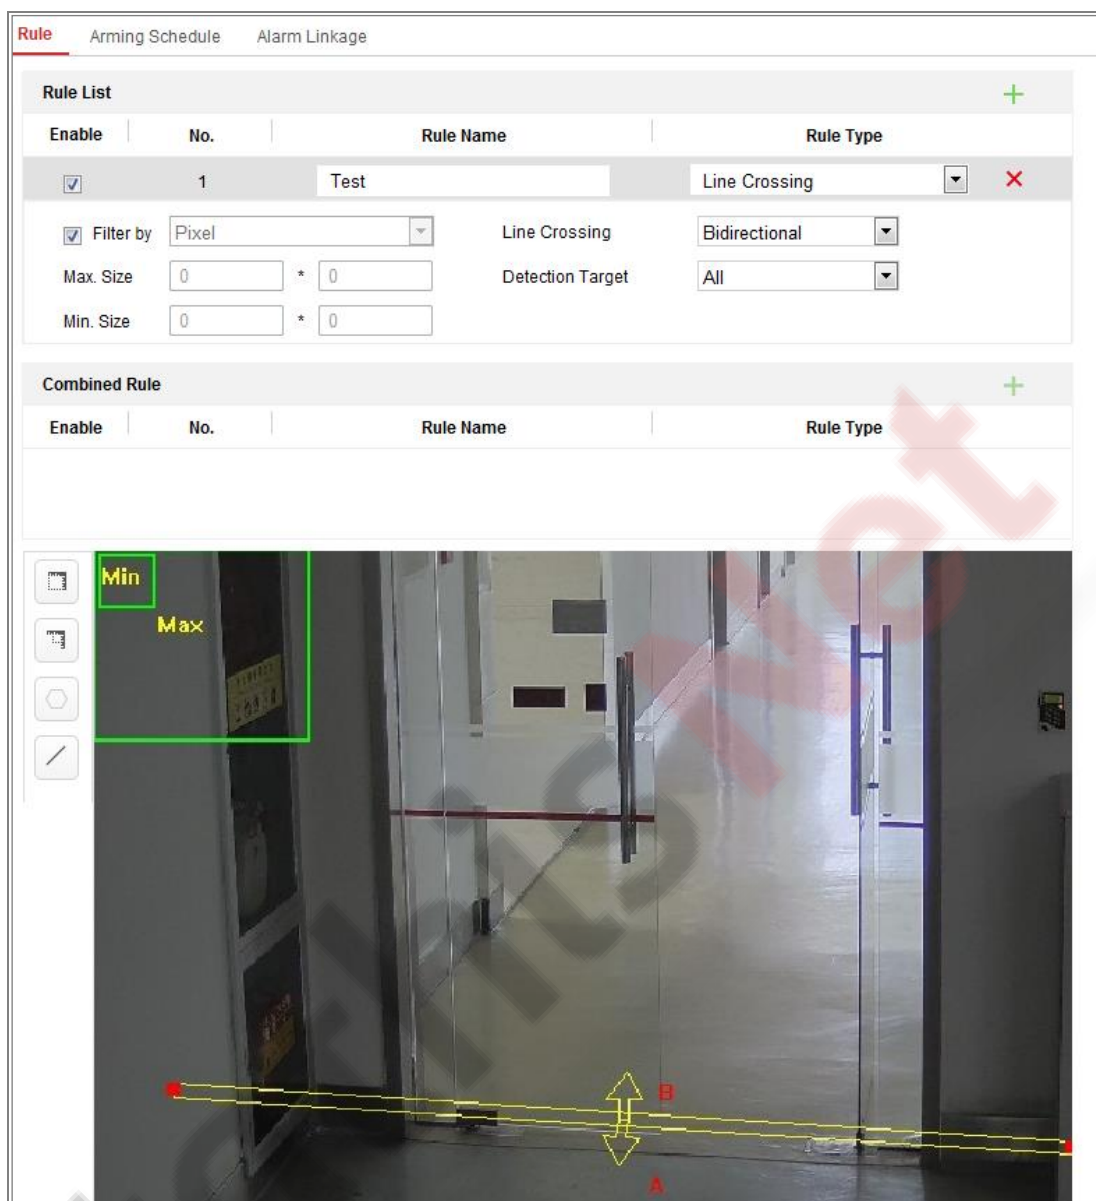 Rule Arming Schedule Alarm Linkage
Rule List
Enable No. Rule Name Rule Type
1 Test Line Crossing
Filter by Pixel Line Crossing Bidirectional
Max. Size 0 * 0 Detection Target All
Min. Size 0 * 0
Combined Rule
Enable No. Rule Name Rule Type
Min
Max
B
A